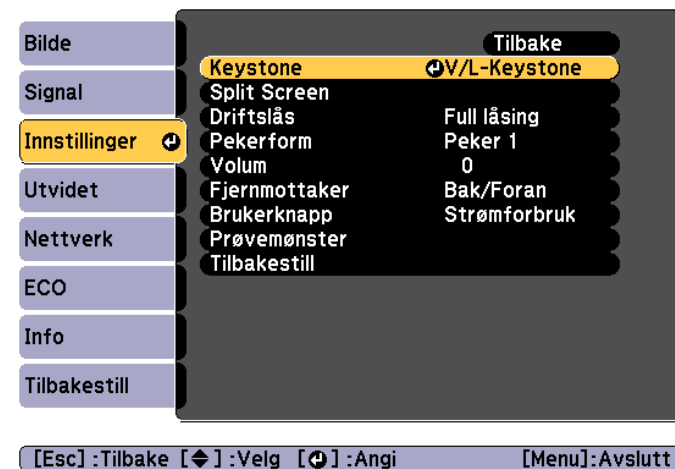 Bilde
Signal
Innstillinger
Utvidet
Nettverk
ECO
Info
Tilbakestill
Tilbake
Keystone V/L-Keystone
Split Screen
Driftslås Full låsing
Pekerform Peker 1
Volum 0
Fjernmottaker Bak/Foran
Brukerknapp Strømforbruk
Prøvemønster
Tilbakestill
[Esc] :Tilbake [◆] :Velg [⏎] :Angi [Menu]:Avslutt